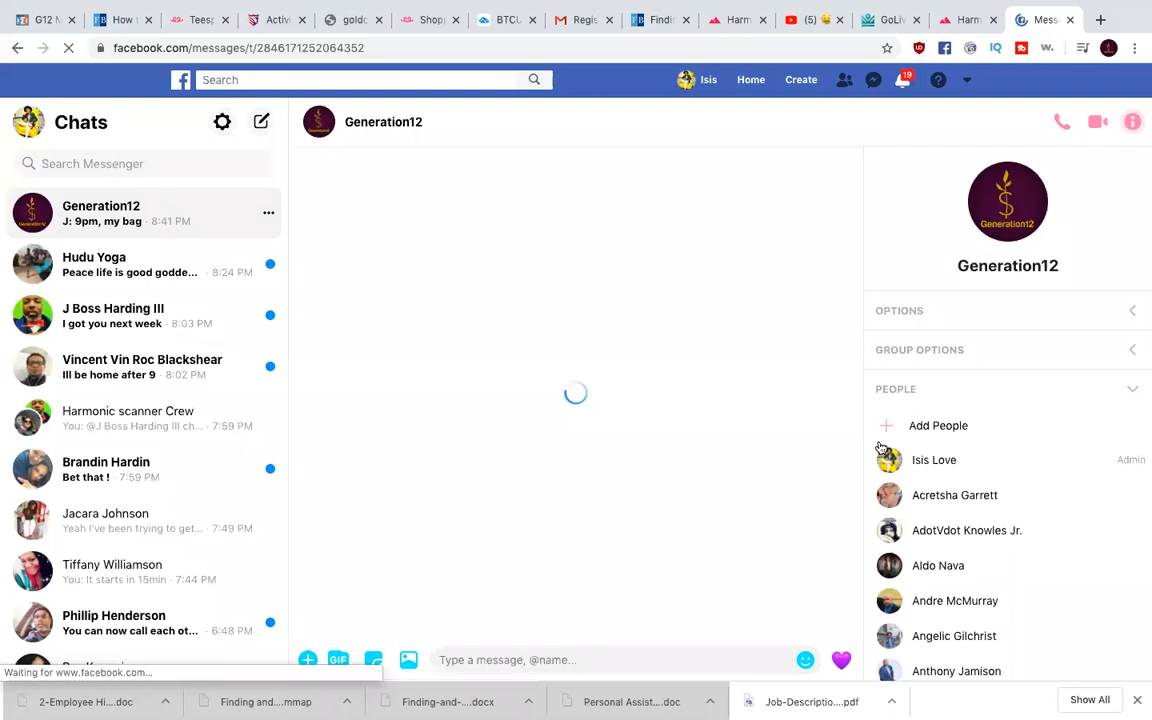 G12 M
How
Teesp
Activi
goldc
Shopp
BTCU
Regis
Findi
Harm
(5)
GoLiv
Harm
Mess
facebook.com/messages/t/2846171252064352
Search
Isis
Home
Create
19
Chats
Generation12
Search Messenger
Generation12
J: 9pm, my bag · 8:41 PM
Hudu Yoga
Peace life is good godde... · 8:24 PM
J Boss Harding III
I got you next week · 8:03 PM
Vincent Vin Roc Blackshear
Ill be home after 9 · 8:02 PM
Harmonic scanner Crew
You: @J Boss Harding III ch... · 7:59 PM
Brandin Hardin
Bet that ! · 7:59 PM
Jacara Johnson
Yeah I've been trying to get... · 7:49 PM
Tiffany Williamson
You: It starts in 15min · 7:44 PM
Phillip Henderson
You can now call each ot... · 6:48 PM
Generation12
Generation12
OPTIONS
GROUP OPTIONS
PEOPLE
Add People
Isis Love Admin
Acretsha Garrett
AdotVdot Knowles Jr.
Aldo Nava
Andre McMurray
Angelic Gilchrist
Anthony Jamison
GIF
Type a message, @name...
Waiting for www.facebook.com...
2-Employee Hi....doc
Finding and....mmap
Finding-and-....docx
Personal Assist....doc
Job-Descriptio....pdf
Show All